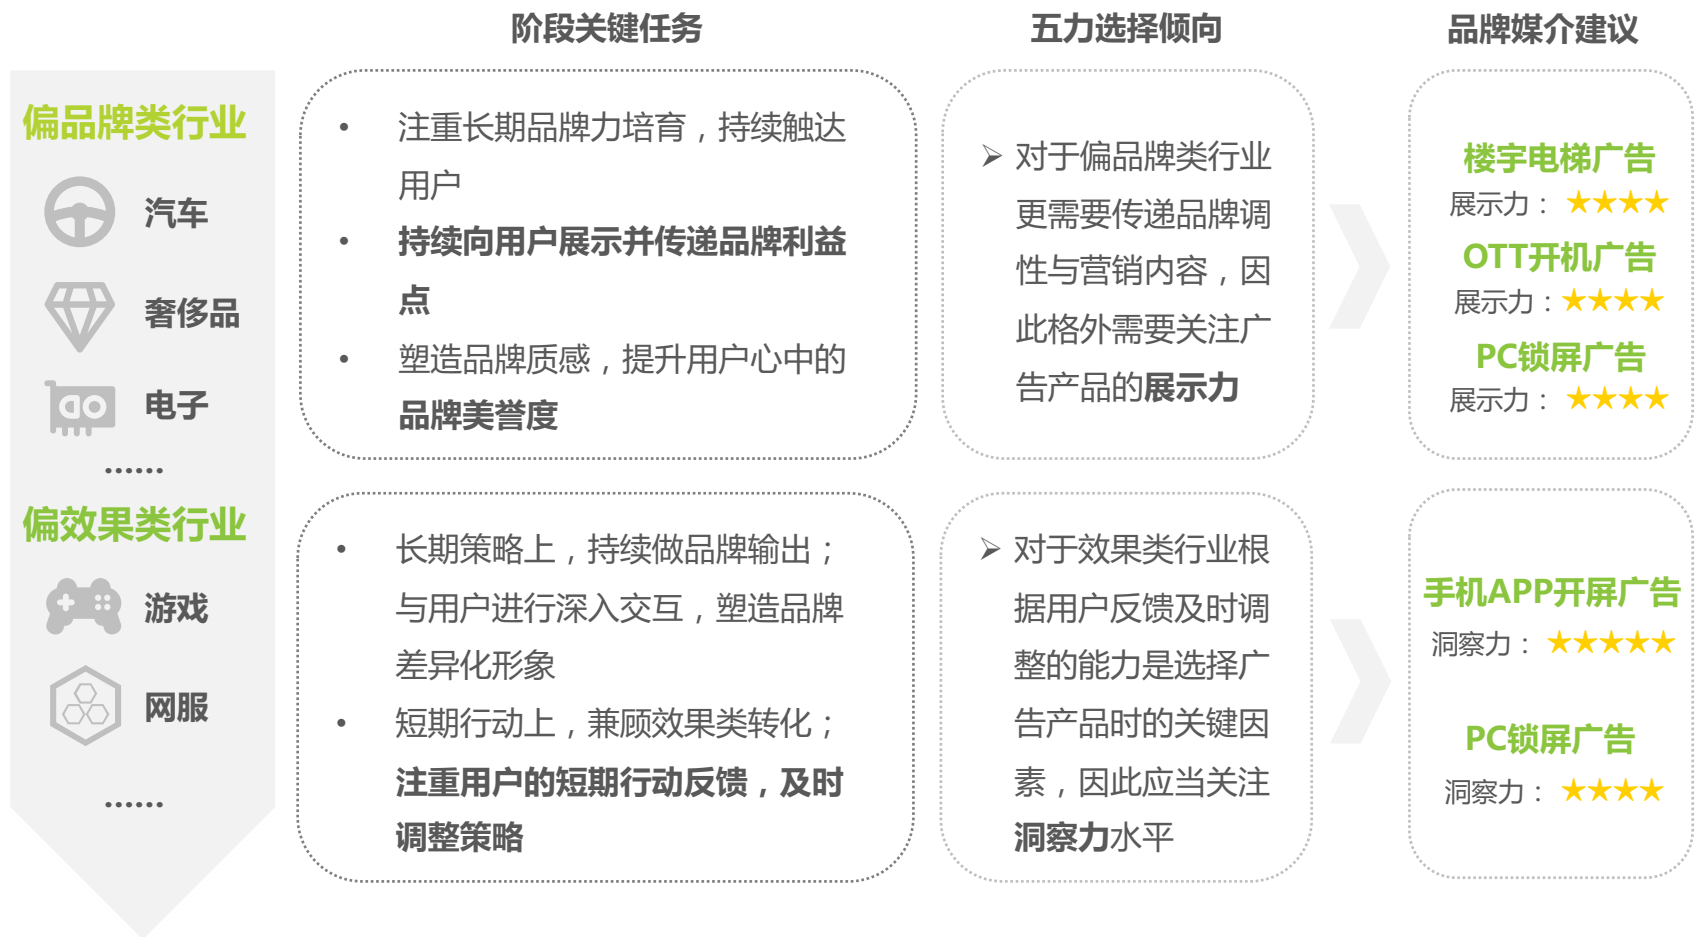 阶段关键任务
五力选择倾向
品牌媒介建议
偏品牌类行业
汽车
奢侈品
电子
……
• 注重长期品牌力培育，持续触达
用户
• 持续向用户展示并传递品牌利益
点
• 塑造品牌质感，提升用户心中的
品牌美誉度
➢ 对于偏品牌类行业
更需要传递品牌调
性与营销内容，因
此格外需要关注广
告产品的展示力
楼宇电梯广告
展示力：★★★★
OTT开机广告
展示力：★★★★
PC锁屏广告
展示力：★★★★
偏效果类行业
游戏
网服
……
• 长期策略上，持续做品牌输出；
与用户进行深入交互，塑造品牌
差异化形象
• 短期行动上，兼顾效果类转化；
注重用户的短期行动反馈，及时
调整策略
➢ 对于效果类行业根
据用户反馈及时调
整的能力是选择广
告产品时的关键因
素，因此应当关注
洞察力水平
手机APP开屏广告
洞察力：★★★★★
PC锁屏广告
洞察力：★★★★